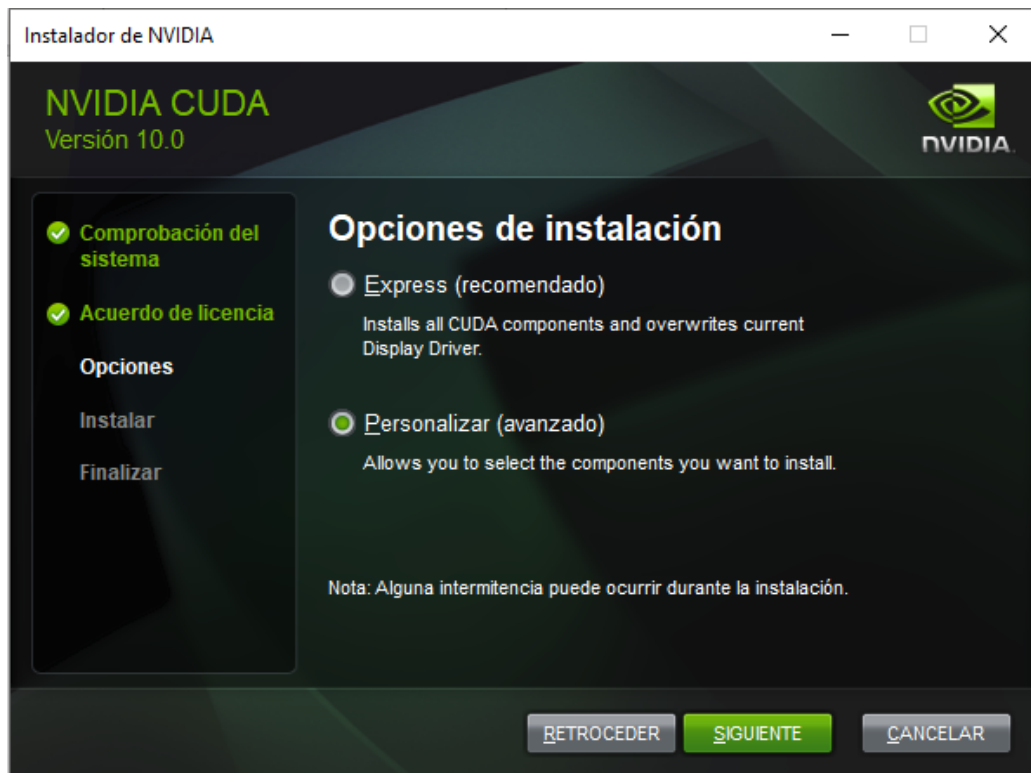 Instalador de NVIDIA
NVIDIA CUDA
Versión 10.0
NVIDIA.
Comprobación del
sistema
Acuerdo de licencia
Opciones
Instalar
Finalizar
Opciones de instalación
Express (recomendado)
Installs all CUDA components and overwrites current
Display Driver.
Personalizar (avanzado)
Allows you to select the components you want to install.
Nota: Alguna intermitencia puede ocurrir durante la instalación.
RETROCEDER
SIGUIENTE
CANCELAR